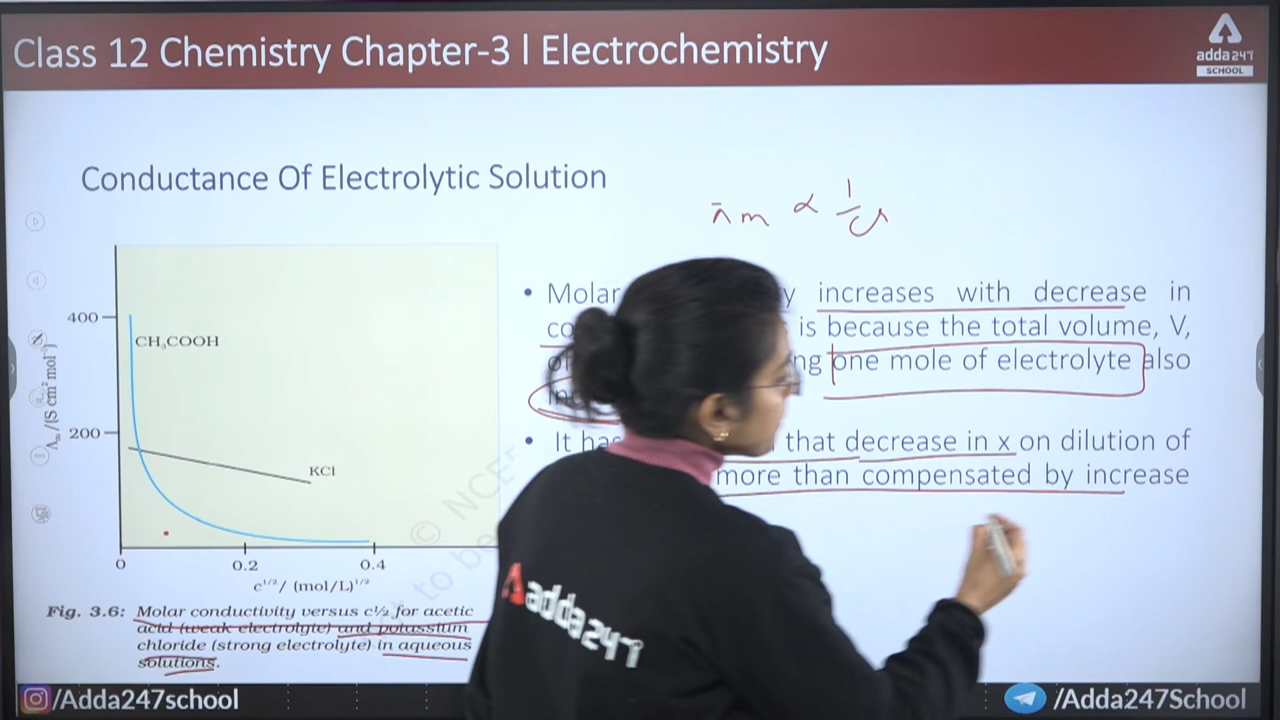 Class 12 Chemistry Chapter-3 l Electrochemistry
adda247
SCHOOL
Conductance Of Electrolytic Solution
Λm ∝ 1/c
400
200
CH₃COOH
KCl
Λm/(S cm² mol⁻¹)
0 0.2 0.4
c1/2/ (mol/L)1/2
Fig. 3.6: Molar conductivity versus c½ for acetic
acid (weak electrolyte) and potassium
chloride (strong electrolyte) in aqueous
solutions.
• Molar increases with decrease in
is because the total volume, V,
one mole of electrolyte also
• It that decrease in x on dilution of
more than compensated by increase
© NCE
to be
adda247
/Adda247school
/Adda247School